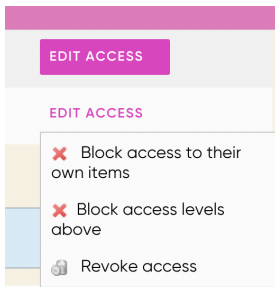 EDIT ACCESS
EDIT ACCESS
Block access to their
own items
Block access levels
above
Revoke access